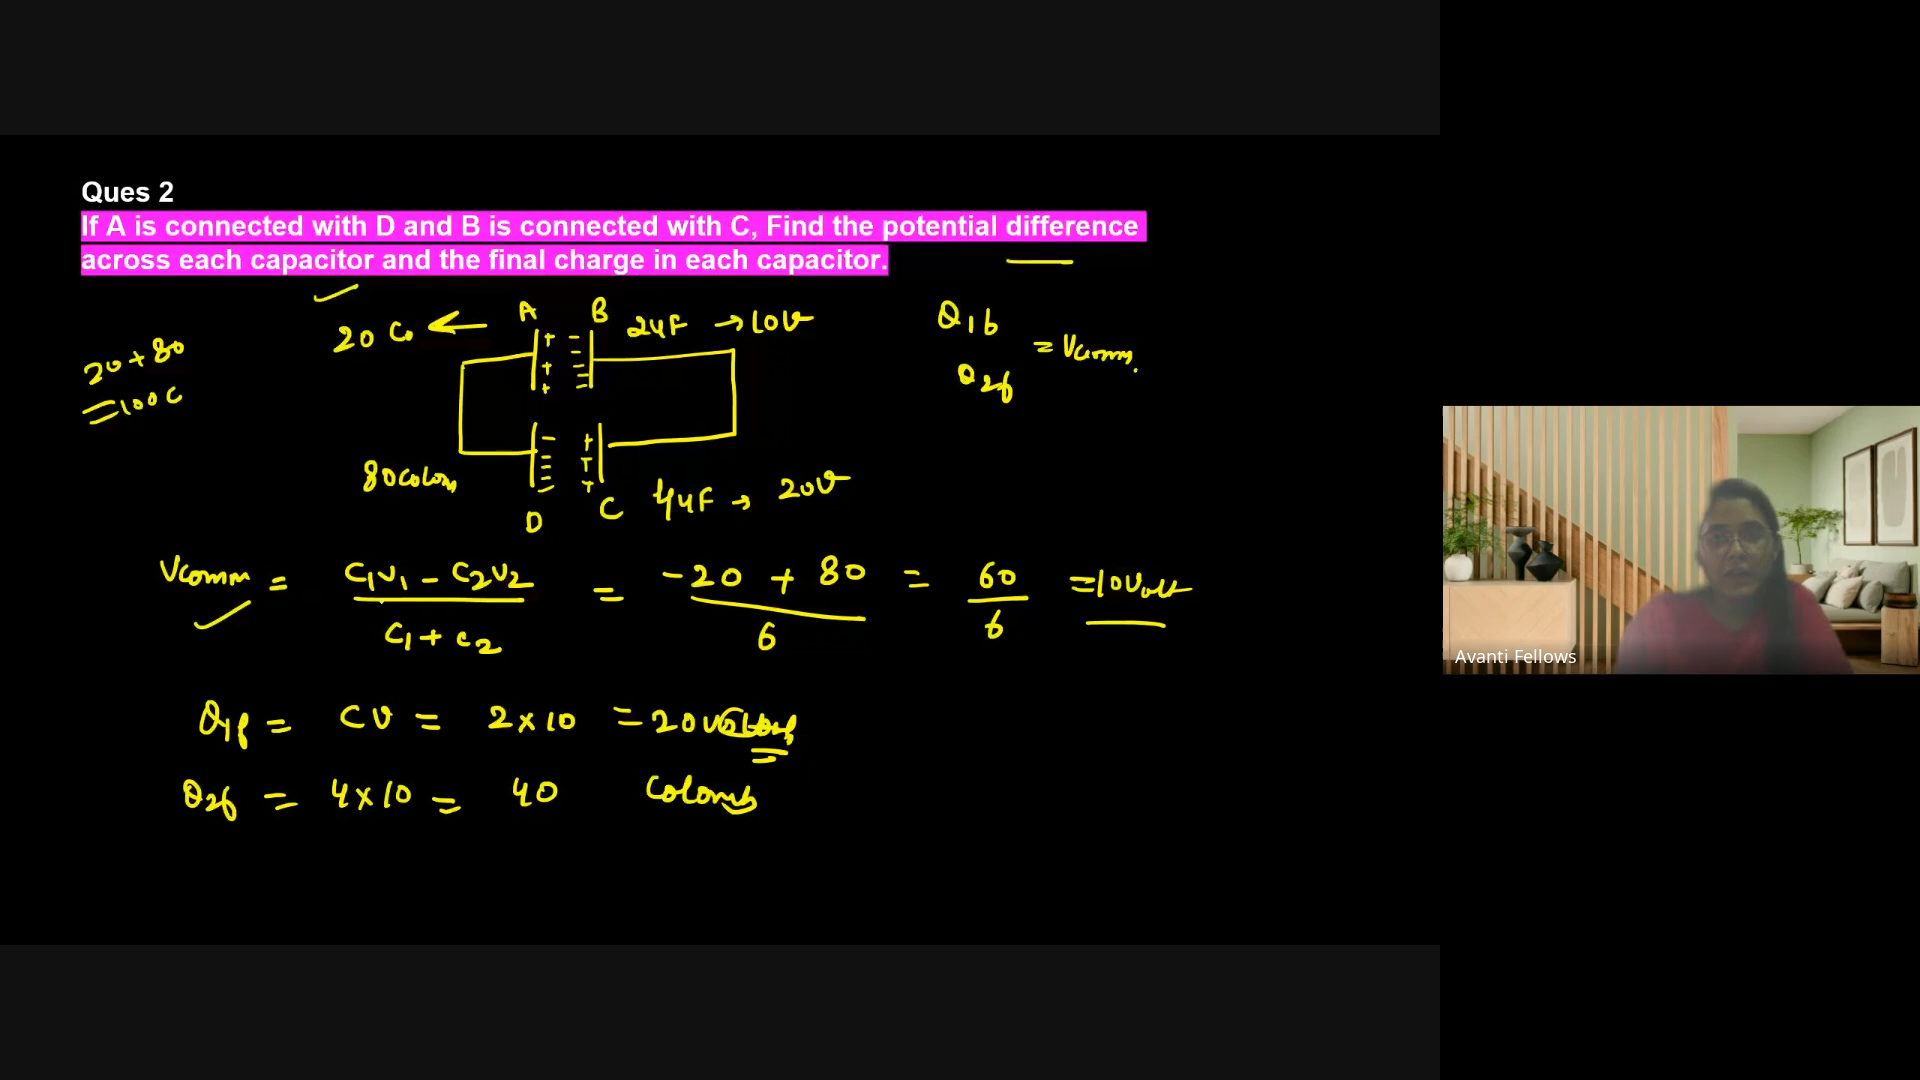 Ques 2
If A is connected with D and B is connected with C, Find the potential difference
across each capacitor and the final charge in each capacitor.
20 + 80
= 100 C
20 C ← A B 2μF → 10V
80 colom D C 4μF → 20V
Q1f
Q2f = Vcomm.
Vcomm = C1V1 - C2V2 / C1 + C2 = -20 + 80 / 6 = 60 / 6 = 10 Volt
Q1f = CV = 2 × 10 = 20
Q2f = 4 × 10 = 40 Colomb
Avanti Fellows